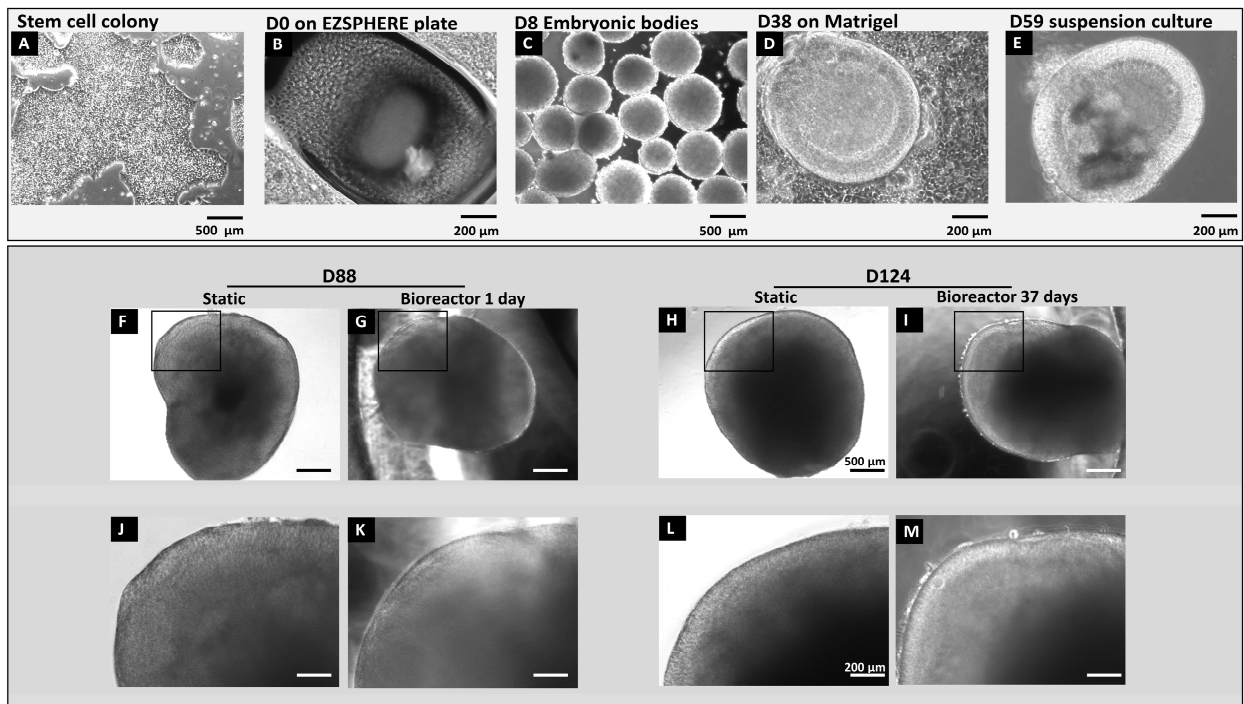 Stem cell colony
D0 on EZSPHERE plate
D8 Embryonic bodies
D38 on Matrigel
D59 suspension culture
A
B
C
D
E
500 µm
200 µm
500 µm
200 µm
200 µm
D88
D124
Static
Bioreactor 1 day
Static
Bioreactor 37 days
F
G
H
I
500 µm
J
K
L
M
200 µm